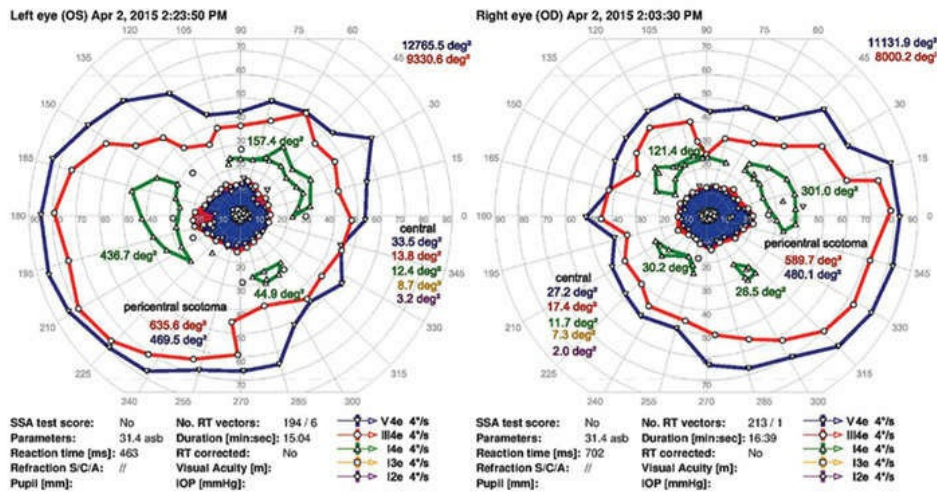 Left eye (OS) Apr 2, 2015 2:23:50 PM
12765.5 deg²
9330.6 deg²
157.4 deg²
436.7 deg²
44.9 deg²
central
33.5 deg²
13.8 deg²
12.4 deg²
8.7 deg²
3.2 deg²
pericentral scotoma
635.6 deg²
469.5 deg²
SSA test score: No
Parameters: 31.4 asb
Reaction time [ms]: 463
Refraction S/C/A: //
Pupil [mm]:
No. RT vectors: 194 / 6
Duration [min:sec]: 15:04
RT corrected: No
Visual Acuity [m]:
IOP [mmHg]:
V4e 4°/s
III4e 4°/s
I4e 4°/s
I3e 4°/s
I2e 4°/s
Right eye (OD) Apr 2, 2015 2:03:30 PM
11131.9 deg²
8000.2 deg²
121.4 deg²
301.0 deg²
30.2 deg²
26.5 deg²
pericentral scotoma
589.7 deg²
480.1 deg²
central
27.2 deg²
17.4 deg²
11.7 deg²
7.3 deg²
2.0 deg²
SSA test score: No
Parameters: 31.4 asb
Reaction time [ms]: 702
Refraction S/C/A: //
Pupil [mm]:
No. RT vectors: 213 / 1
Duration [min:sec]: 16:39
RT corrected: No
Visual Acuity [m]:
IOP [mmHg]:
V4e 4°/s
III4e 4°/s
I4e 4°/s
I3e 4°/s
I2e 4°/s